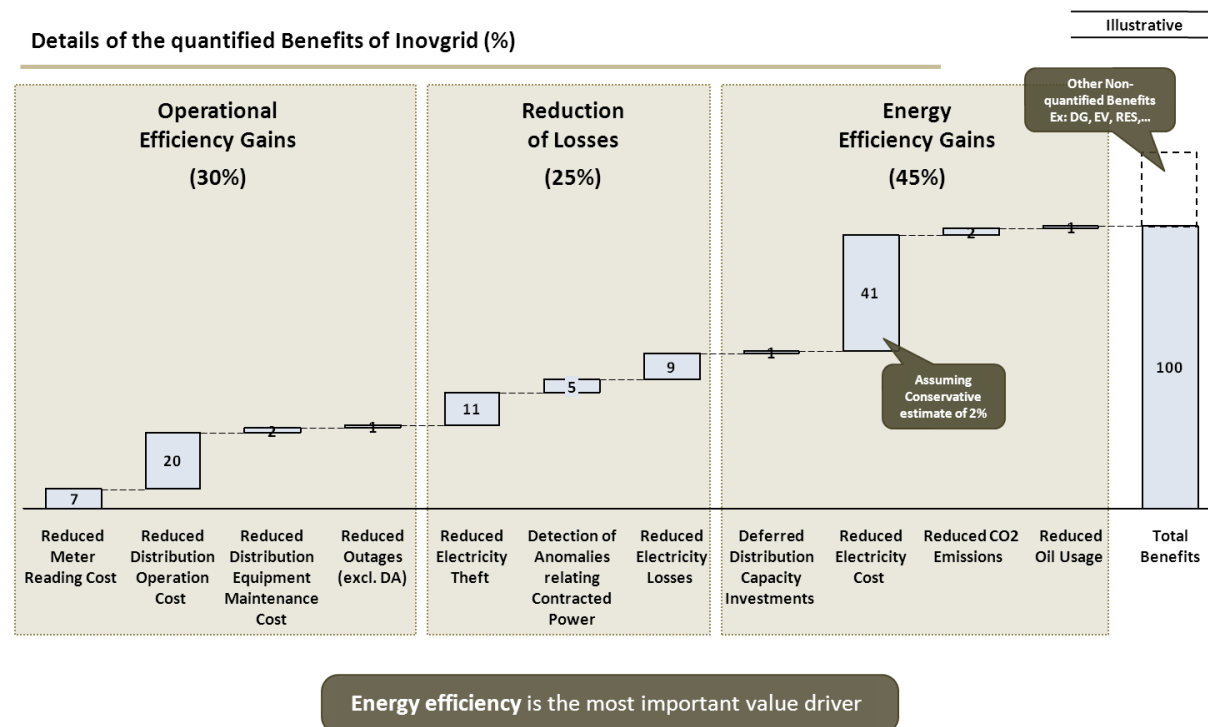 Illustrative
Details of the quantified Benefits of Inovgrid (%)
Other Non-
quantified Benefits
Ex: DG, EV, RES,...
Operational
Efficiency Gains
(30%)
Reduction
of Losses
(25%)
Energy
Efficiency Gains
(45%)
7
20
2
1
11
5
9
1
41
2
1
100
Assuming
Conservative
estimate of 2%
Reduced
Meter
Reading Cost
Reduced
Distribution
Operation
Cost
Reduced
Distribution
Equipment
Maintenance
Cost
Reduced
Outages
(excl. DA)
Reduced
Electricity
Theft
Detection of
Anomalies
relating
Contracted
Power
Reduced
Electricity
Losses
Deferred
Distribution
Capacity
Investments
Reduced
Electricity
Cost
Reduced CO2
Emissions
Reduced
Oil Usage
Total
Benefits
Energy efficiency is the most important value driver